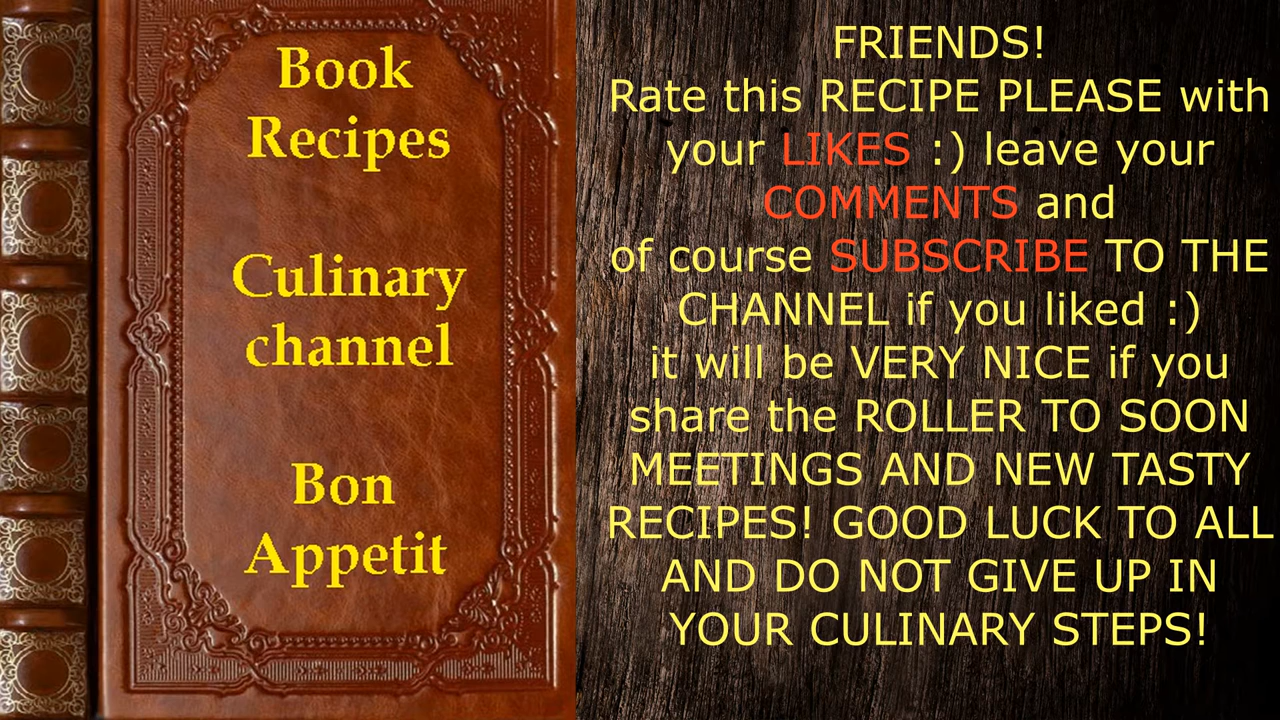 Book
Recipes
Culinary
channel
Bon
Appetit
FRIENDS!
Rate this RECIPE PLEASE with
your LIKES :) leave your
COMMENTS and
of course SUBSCRIBE TO THE
CHANNEL if you liked :)
it will be VERY NICE if you
share the ROLLER TO SOON
MEETINGS AND NEW TASTY
RECIPES! GOOD LUCK TO ALL
AND DO NOT GIVE UP IN
YOUR CULINARY STEPS!